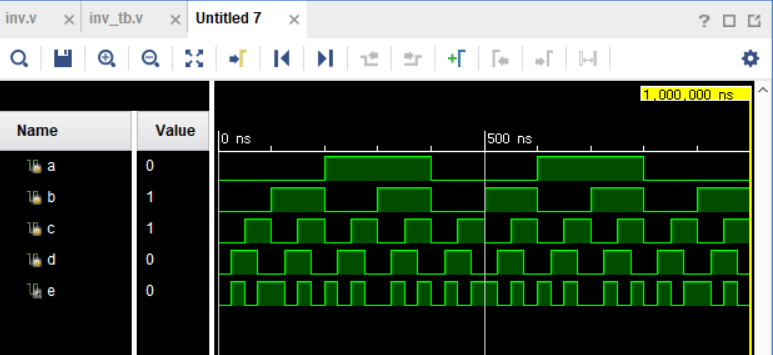 inv.v × inv_tb.v × Untitled 7 ×
?
1,000,000 ns
Name Value
0 ns 500 ns
a 0
b 1
c 1
d 0
e 0